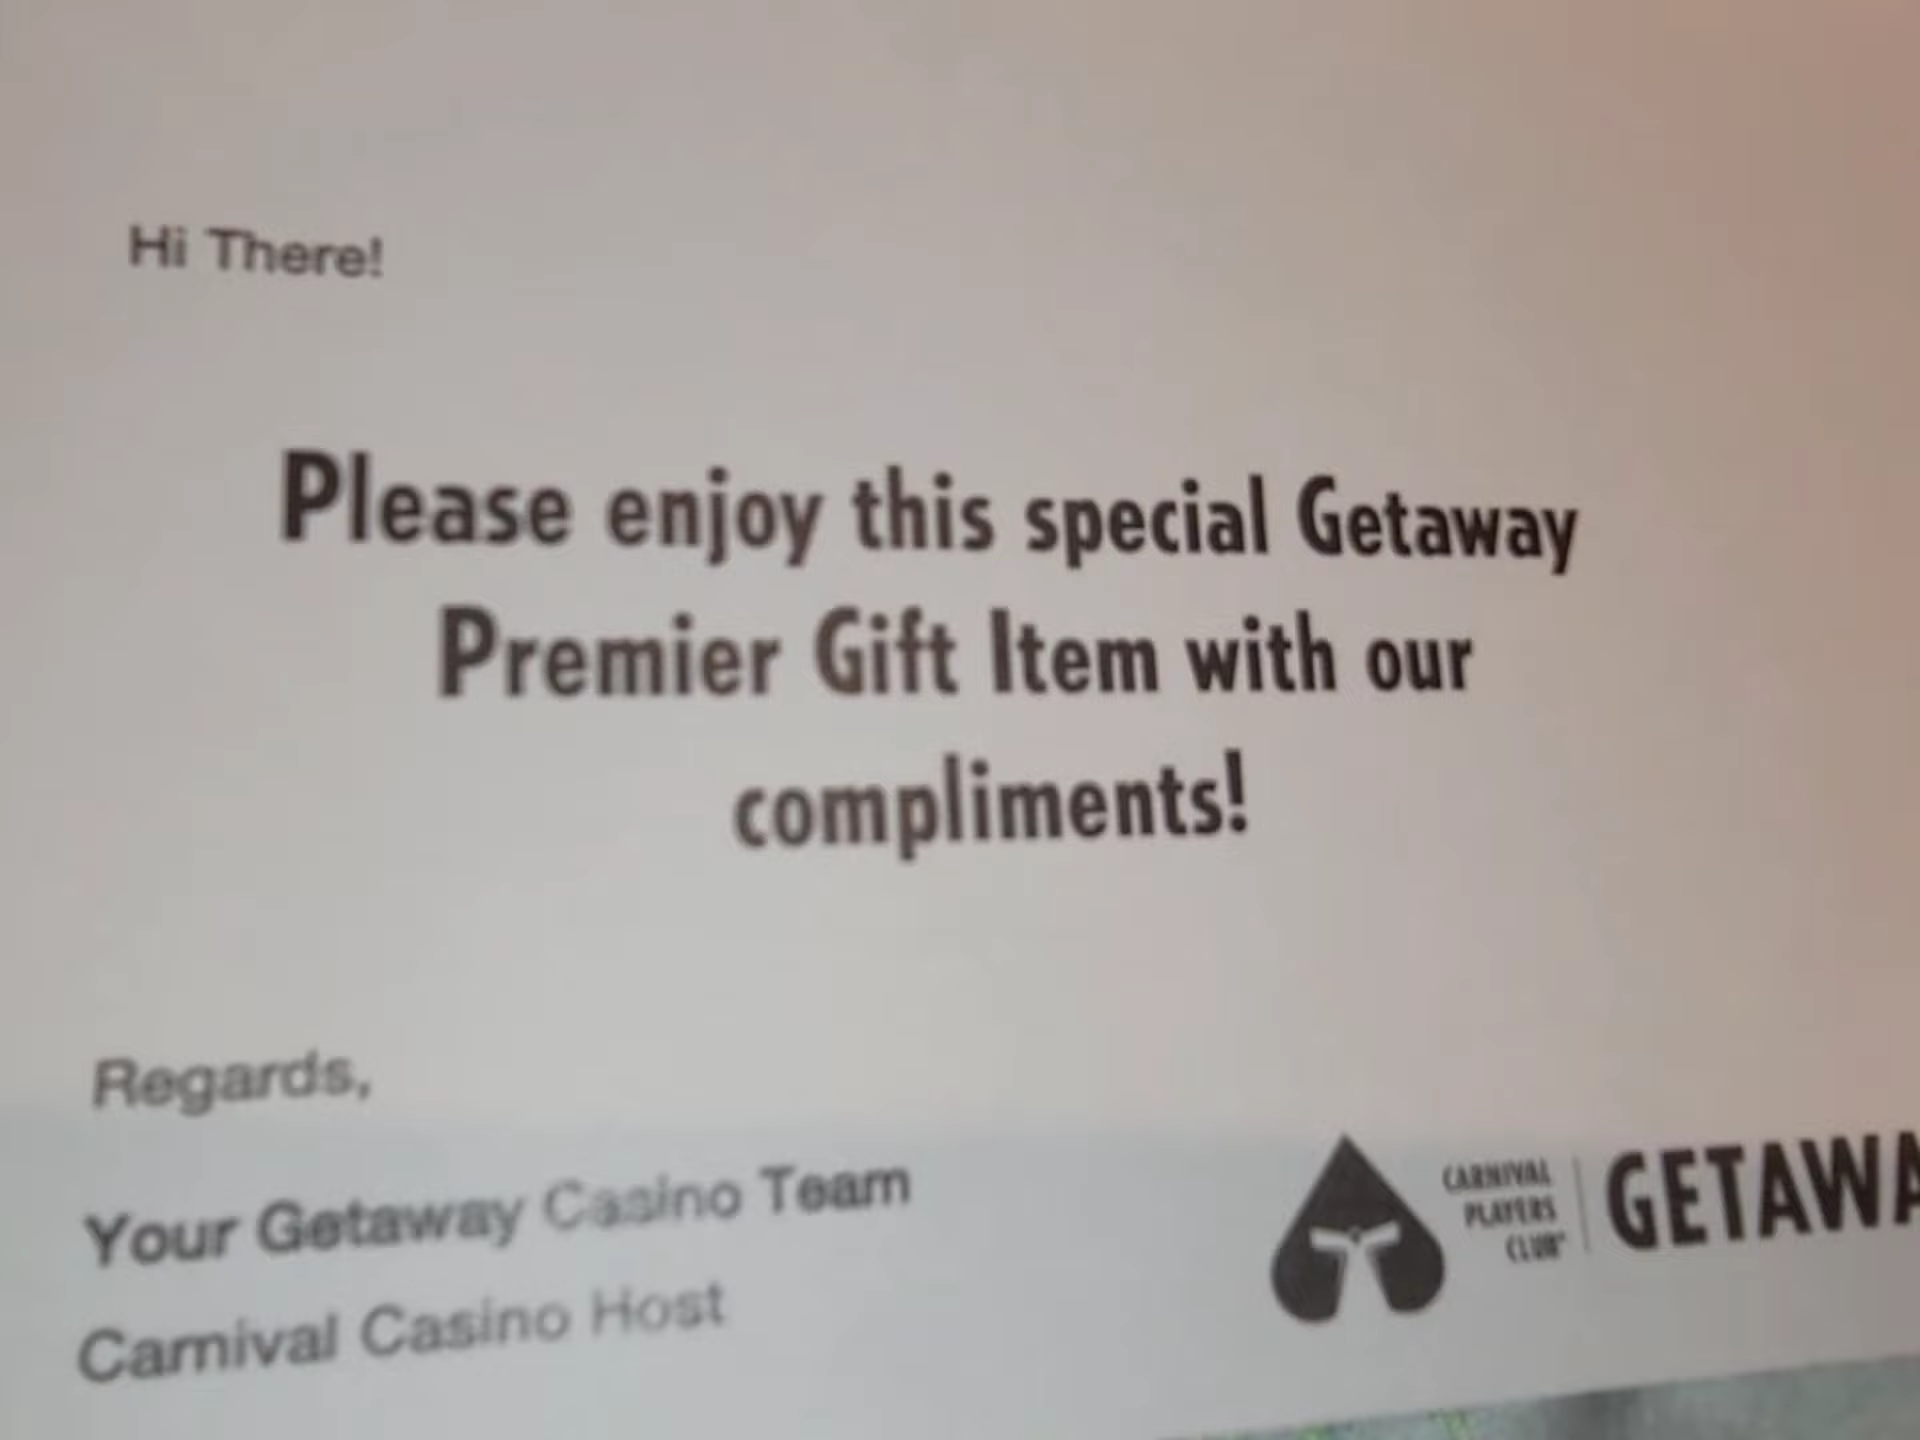 Hi There!
Please enjoy this special Getaway
Premier Gift Item with our
compliments!
Regards,
Your Getaway Casino Team
Carnival Casino Host
CARNIVAL
PLAYERS
CLUB®
GETAWA